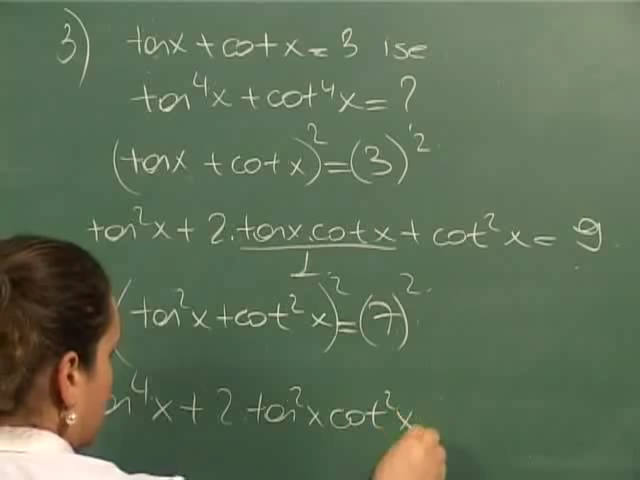 3) tanx + cotx = 3 ise
tan⁴x + cot⁴x = ?
(tanx + cotx)² = (3)²
tan²x + 2.tanx.cotx + cot²x = 9
1
(tan²x + cot²x)² = (7)²
an⁴x + 2 tan²x cot²x